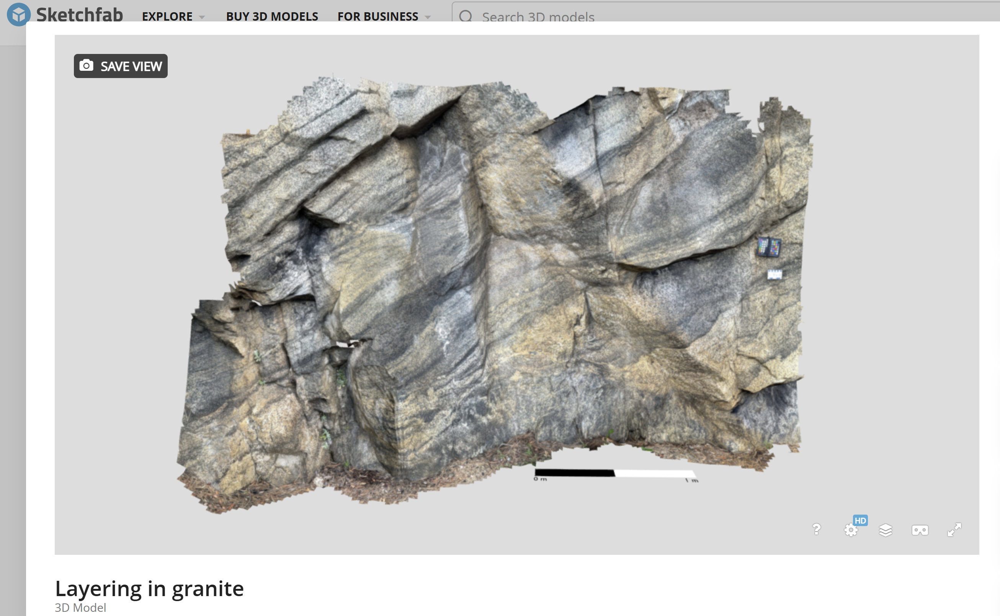 Sketchfab EXPLORE BUY 3D MODELS FOR BUSINESS Search 3D models
SAVE VIEW
0 m 1 m
HD
Layering in granite
3D Model